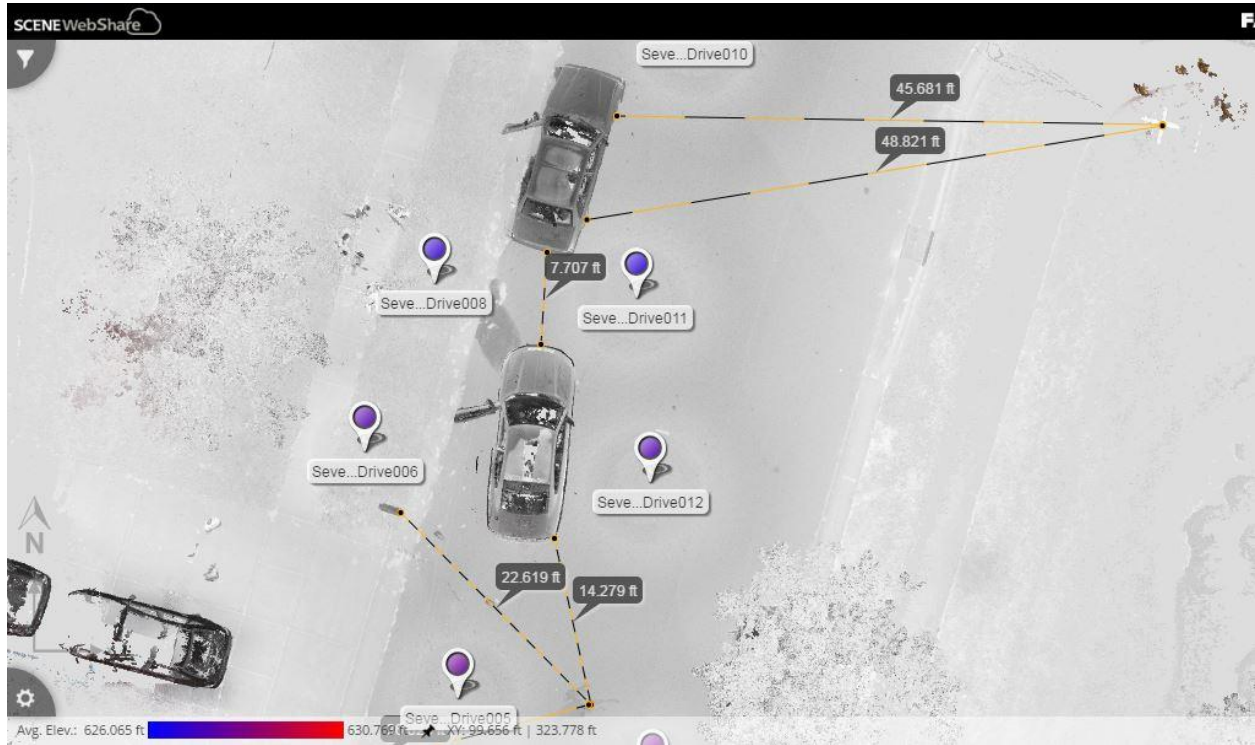 SCENE WebShare
Seve...Drive010
45.681 ft
48.821 ft
7.707 ft
Seve...Drive008
Seve...Drive011
Seve...Drive006
Seve...Drive012
22.619 ft
14.279 ft
N
Seve...Drive005
Avg. Elev.: 626.065 ft 630.769 ft XY: 99.656 ft | 323.778 ft